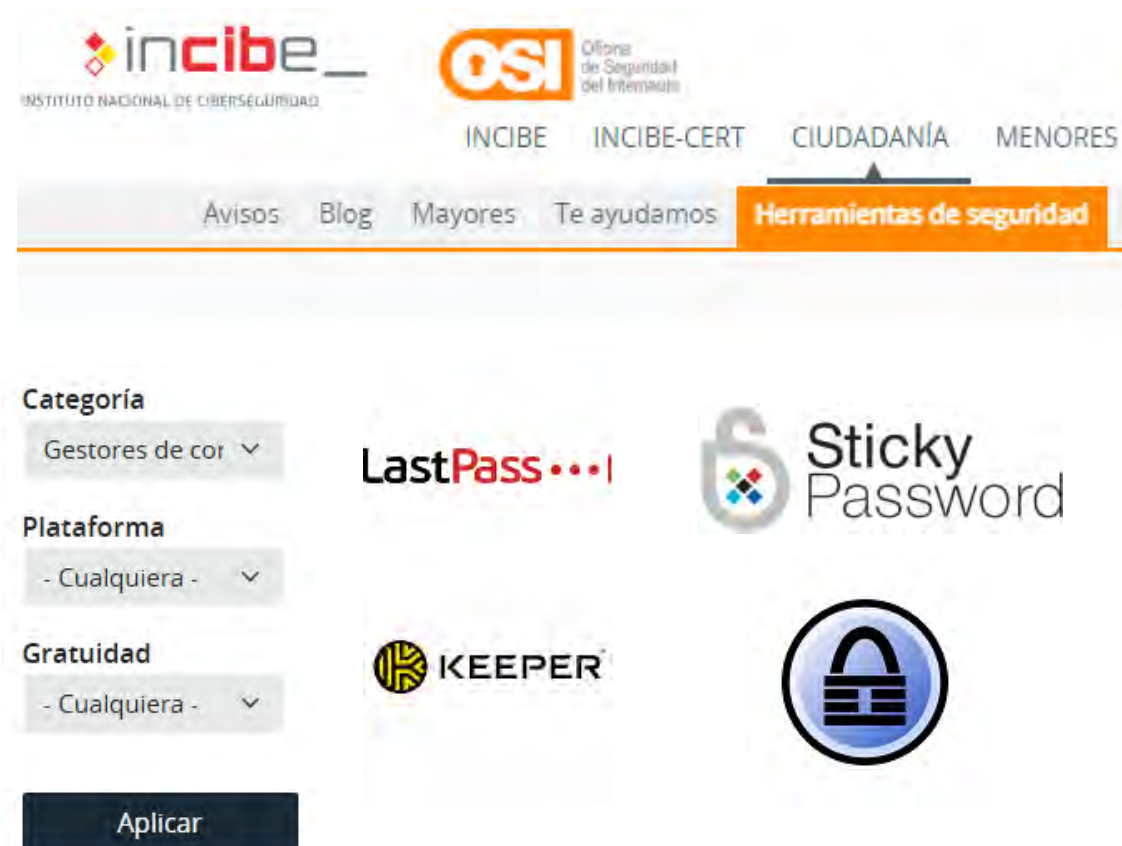 incibe_
INSTITUTO NACIONAL DE CIBERSEGURIDAD
OSI
Oficina
de Seguridad
del Internauta
INCIBE INCIBE-CERT CIUDADANÍA MENORES
Avisos Blog Mayores Te ayudamos Herramientas de seguridad
Categoría
Gestores de cor
LastPass
Sticky
Password
Plataforma
- Cualquiera -
Gratuidad
- Cualquiera -
KEEPER
Aplicar